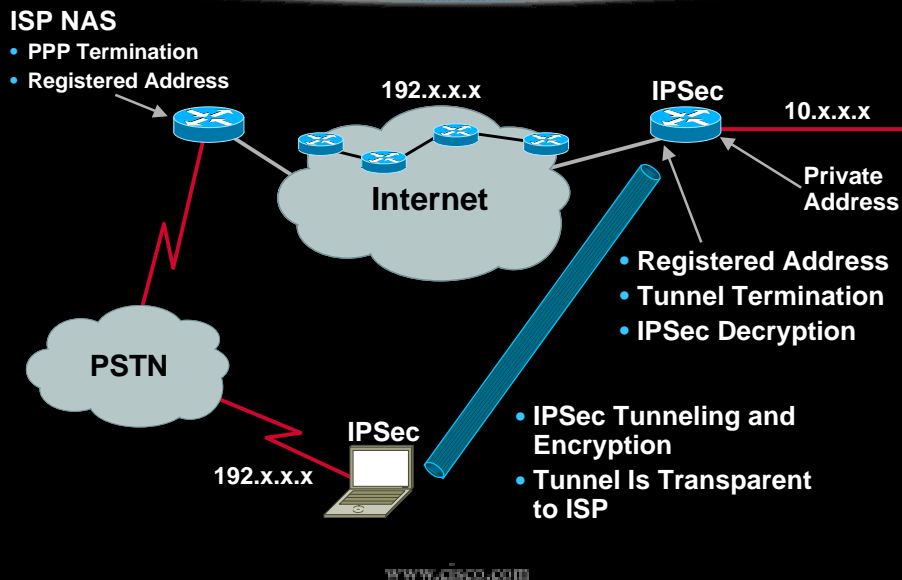 ISP NAS
• PPP Termination
• Registered Address
192.x.x.x
IPSec
10.x.x.x
Internet
Private
Address
• Registered Address
• Tunnel Termination
• IPSec Decryption
PSTN
IPSec
192.x.x.x
• IPSec Tunneling and
Encryption
• Tunnel Is Transparent
to ISP
www.cisco.com